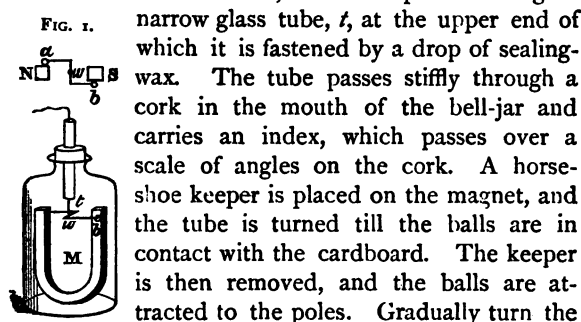 Fig. 1.
a
N w S
b
t
w
b
M
narrow glass tube, t, at the upper end of
which it is fastened by a drop of sealing-
wax. The tube passes stiffly through a
cork in the mouth of the bell-jar and
carries an index, which passes over a
scale of angles on the cork. A horse-
shoe keeper is placed on the magnet, and
the tube is turned till the balls are in
contact with the cardboard. The keeper
is then removed, and the balls are at-
tracted to the poles. Gradually turn the